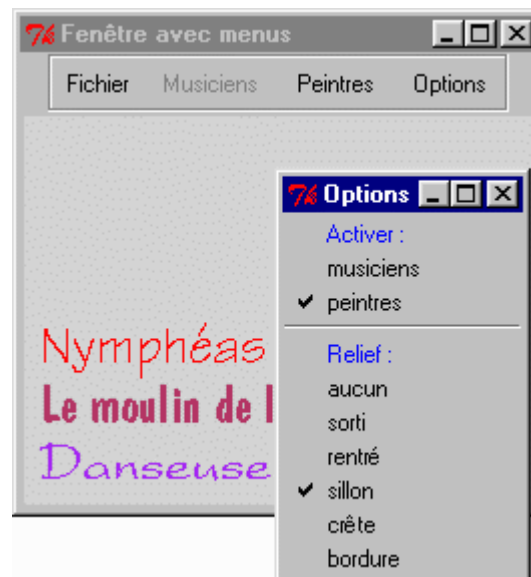 Fenêtre avec menus
Fichier Musiciens Peintres Options
Options
Activer :
musiciens
peintres
Relief :
aucun
sorti
rentré
sillon
crête
bordure
Nymphéas
Le moulin de l
Danseuse